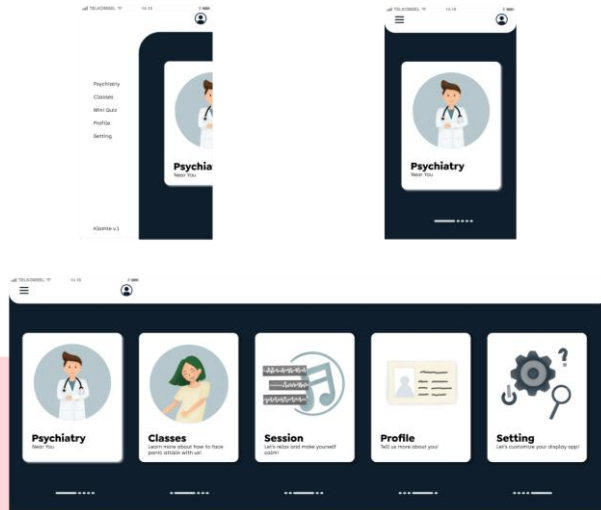 TELKOMSEL
Psychiatry
Classes
Mini Quiz
Profile
Setting
Psychia
Near You
TELKOMSEL
Psychiatry
Near You
TELKOMSEL
Psychiatry
Near You
Classes
Learn more about how to face
panic attack with us!
Session
Let's relax and make yourself
calm!
Profile
Tell us more about you!
Setting
Let's customize your display app!